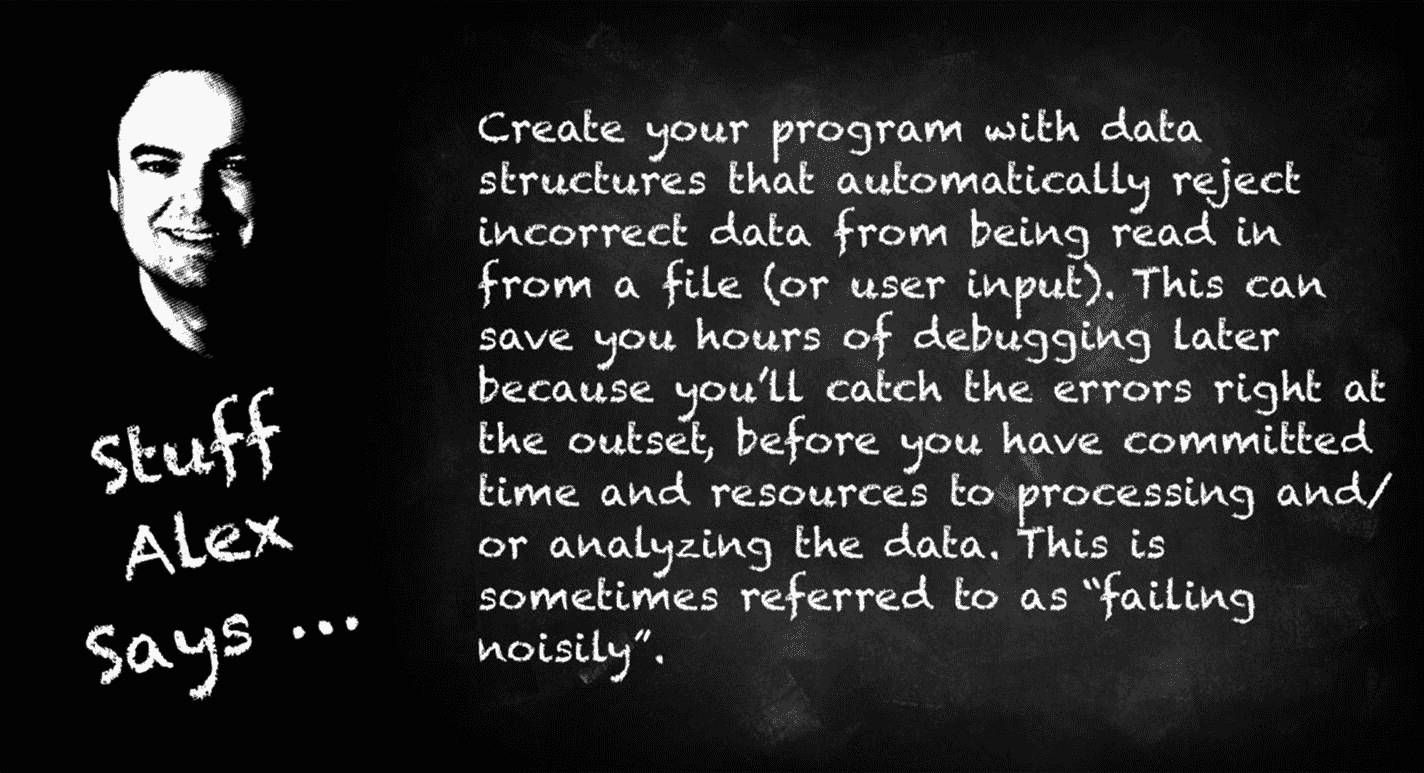 Stuff
Alex
says ...
Create your program with data
structures that automatically reject
incorrect data from being read in
from a file (or user input). This can
save you hours of debugging later
because you'll catch the errors right at
the outset, before you have committed
time and resources to processing and/
or analyzing the data. This is
sometimes referred to as “failing
noisily”.